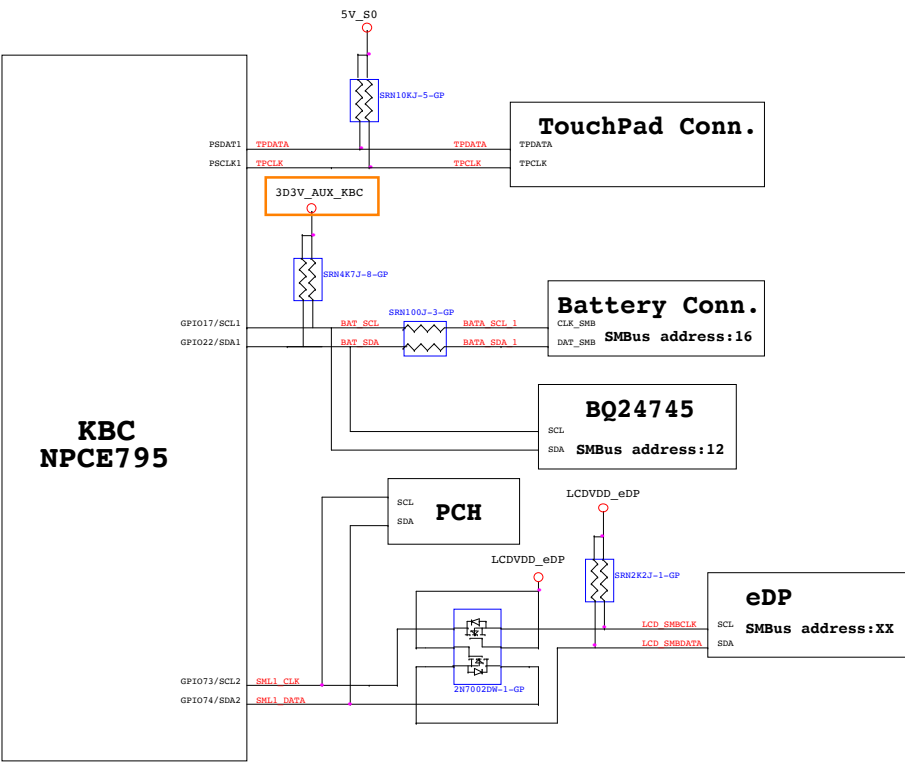 5V_S0
SRN10KJ-5-GP
TouchPad Conn.
PSDAT1 TPDATA TPDATA TPDATA
PSCLK1 TPCLK TPCLK TPCLK
3D3V_AUX_KBC
SRN4K7J-8-GP
SRN100J-3-GP
Battery Conn.
GPIO17/SCL1 BAT_SCL BATA_SCL_1 CLK_SMB
SMBus address:16
GPIO22/SDA1 BAT_SDA BATA_SDA_1 DAT_SMB
BQ24745
SCL
SDA SMBus address:12
KBC
NPCE795
SCL
SDA
PCH
LCDVDD_eDP
LCDVDD_eDP
SRN2K2J-1-GP
eDP
LCD_SMBCLK SCL
SMBus address:XX
LCD_SMBDATA SDA
GPIO73/SCL2 SML1_CLK
2N7002DW-1-GP
GPIO74/SDA2 SML1_DATA